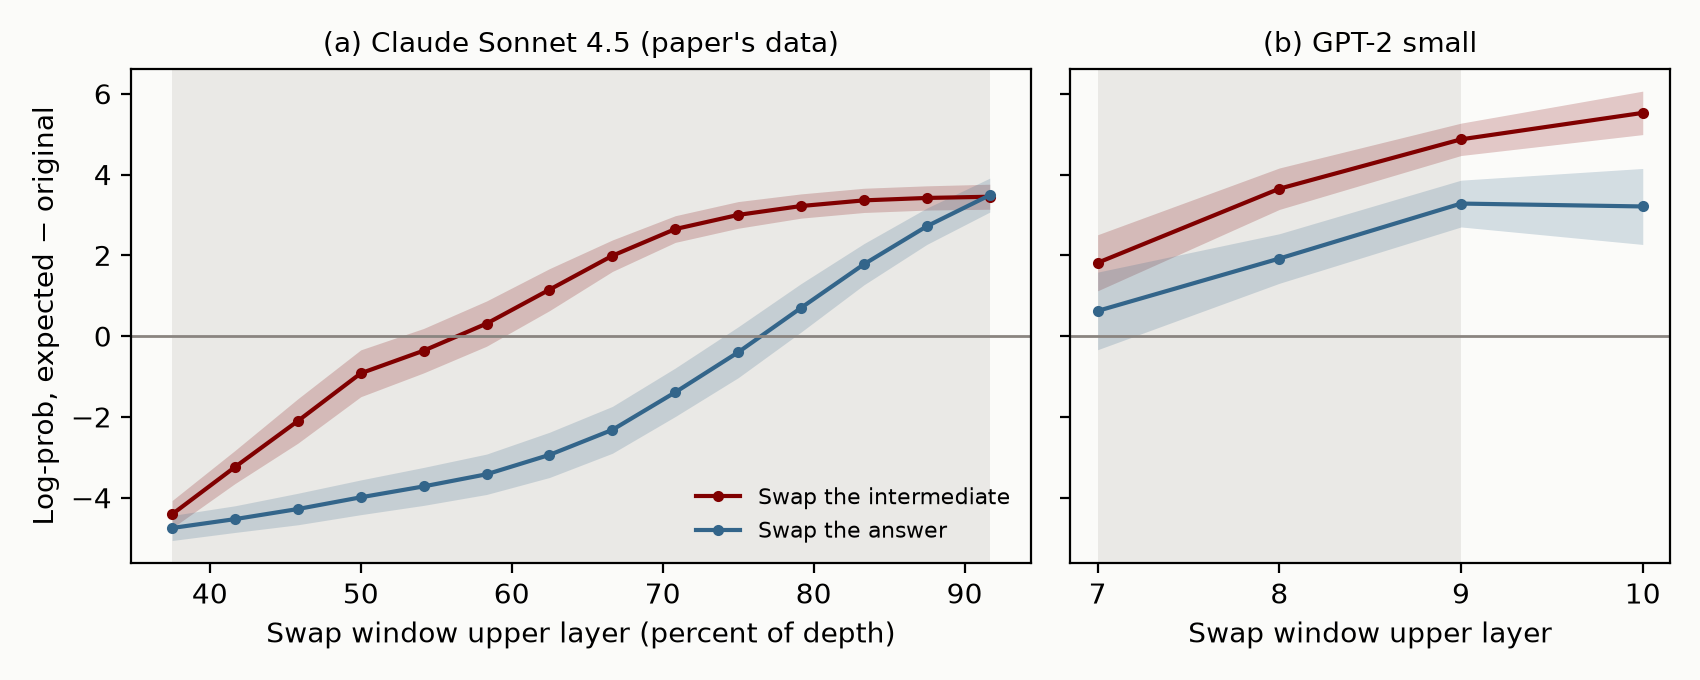 (a) Claude Sonnet 4.5 (paper's data)
Log-prob, expected − original
6
4
2
0
−2
−4
Swap the intermediate
Swap the answer
40 50 60 70 80 90
Swap window upper layer (percent of depth)
(b) GPT-2 small
7 8 9 10
Swap window upper layer